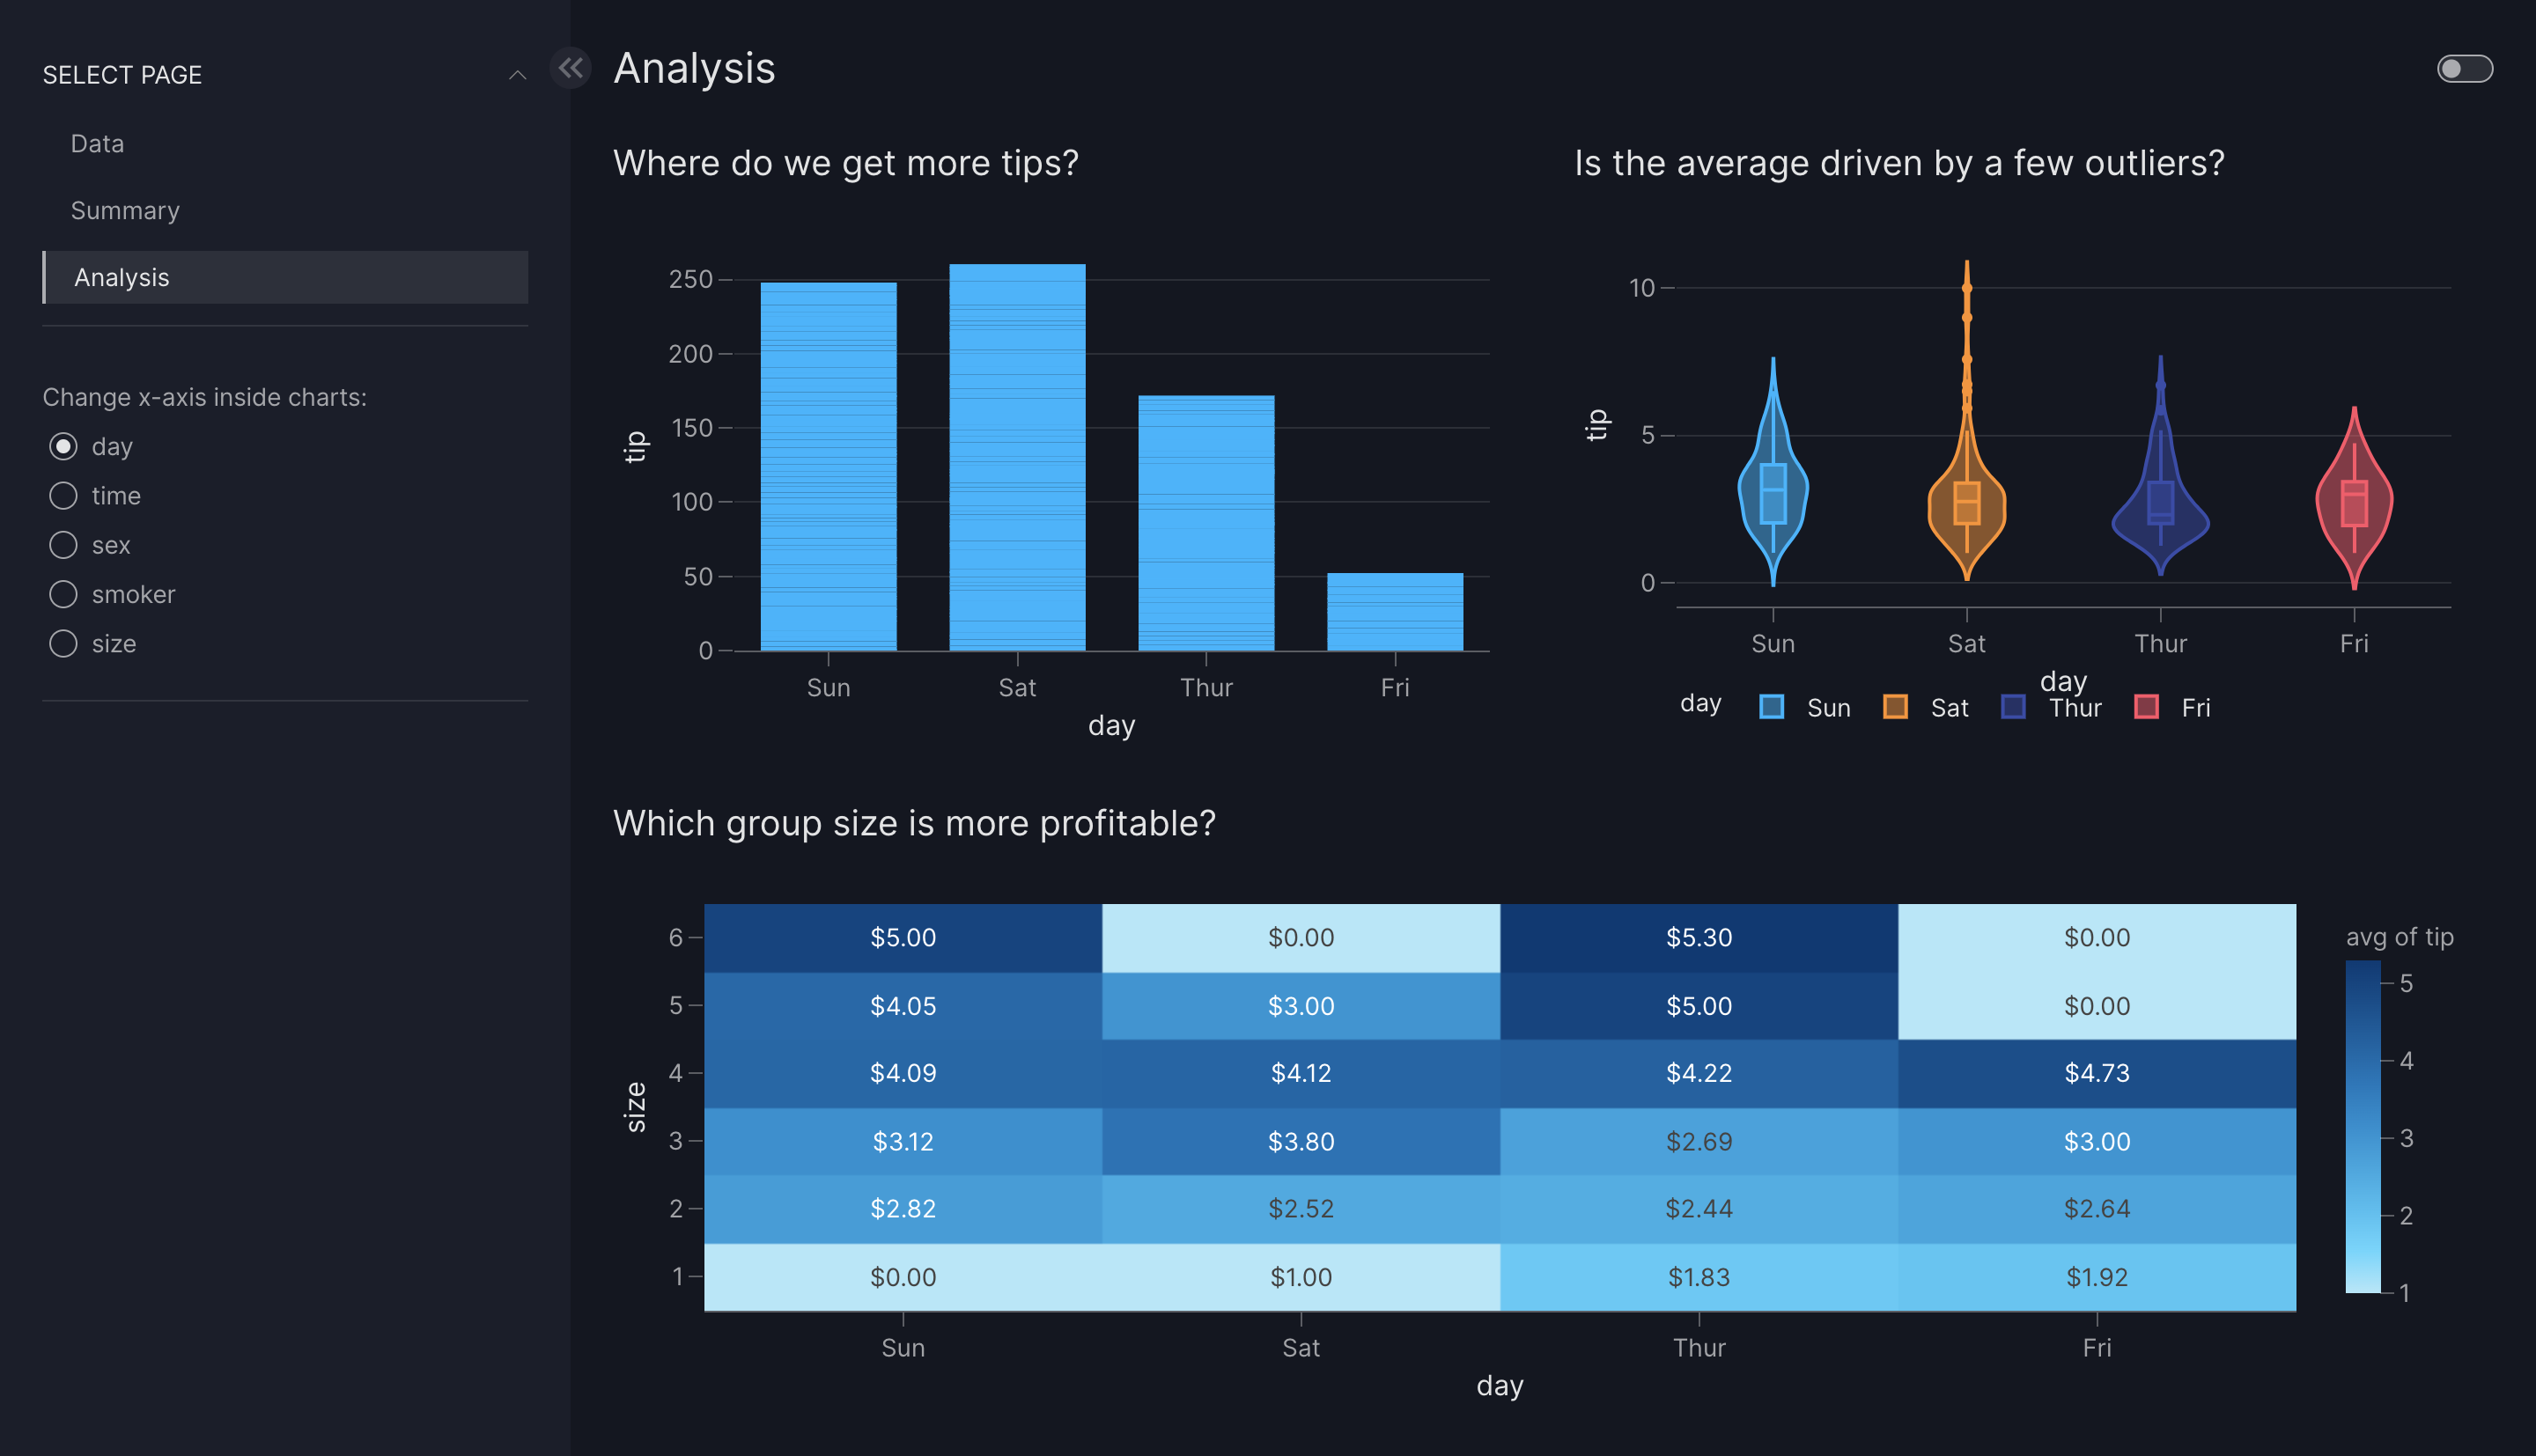 SELECT PAGE
Data
Summary
Analysis
Change x-axis inside charts:
day
time
sex
smoker
size
Analysis
Where do we get more tips?
250
200
150
100
50
0
tip
Sun Sat Thur Fri
day
Is the average driven by a few outliers?
10
5
0
tip
Sun Sat Thur Fri
day
day Sun Sat Thur Fri
Which group size is more profitable?
6 $5.00 $0.00 $5.30 $0.00
5 $4.05 $3.00 $5.00 $0.00
4 $4.09 $4.12 $4.22 $4.73
3 $3.12 $3.80 $2.69 $3.00
2 $2.82 $2.52 $2.44 $2.64
1 $0.00 $1.00 $1.83 $1.92
size
Sun Sat Thur Fri
day
avg of tip
5
4
3
2
1